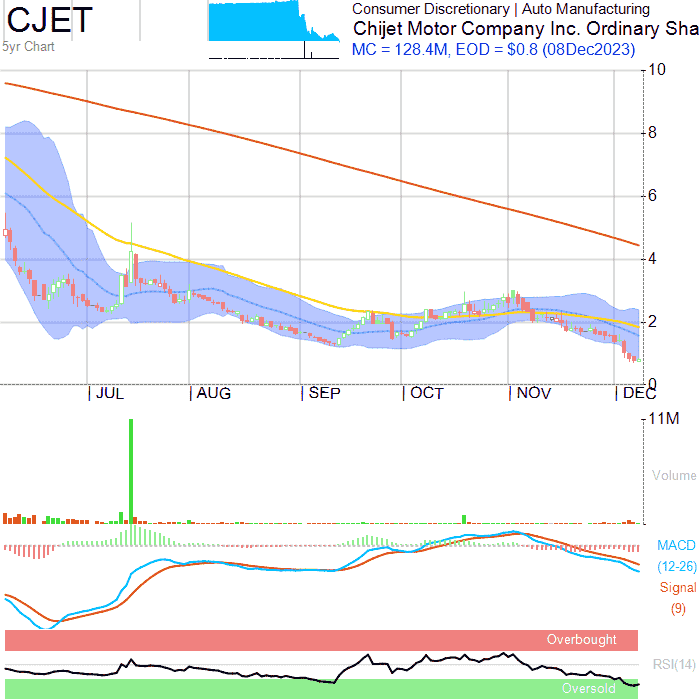 CJET
5yr Chart
Consumer Discretionary | Auto Manufacturing
Chijet Motor Company Inc. Ordinary Sha
MC = 128.4M, EOD = $0.8 (08Dec2023)
10
8
6
4
2
0
JUL AUG SEP OCT NOV DEC
11M
Volume
MACD
(12-26)
Signal
(9)
Overbought
RSI(14)
Oversold